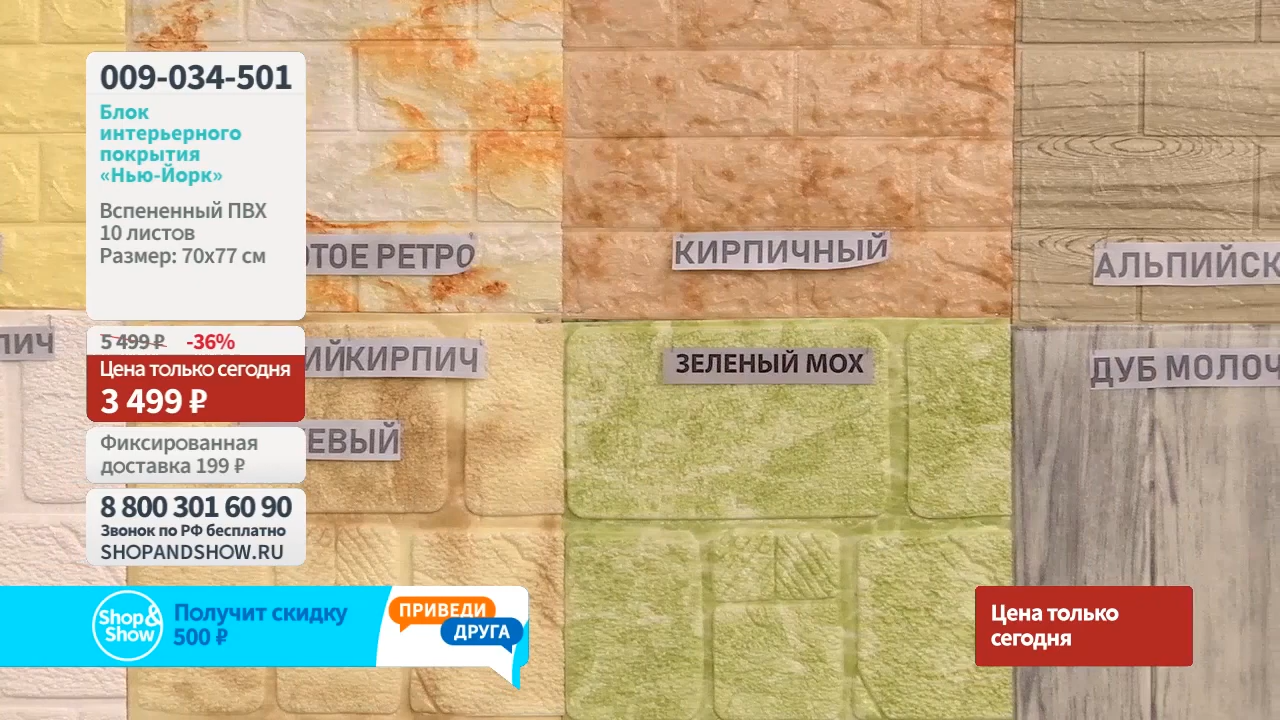 009-034-501
Блок
интерьерного
покрытия
«Нью-Йорк»
Вспененный ПВХ
10 листов
Размер: 70х77 см
5 499 ₽ -36%
Цена только сегодня
3 499 ₽
Фиксированная
доставка 199 ₽
8 800 301 60 90
Звонок по РФ бесплатно
SHOPANDSHOW.RU
Shop&
Show
Получит скидку
500 ₽
ПРИВЕДИ
ДРУГА
Цена только
сегодня
ОТОЕ РЕТРО
КИРПИЧНЫЙ
АЛЬПИЙСК
ПИЧ
ИЙКИРПИЧ
ЗЕЛЕНЫЙ МОХ
ДУБ МОЛОЧ
ЕВЫЙ